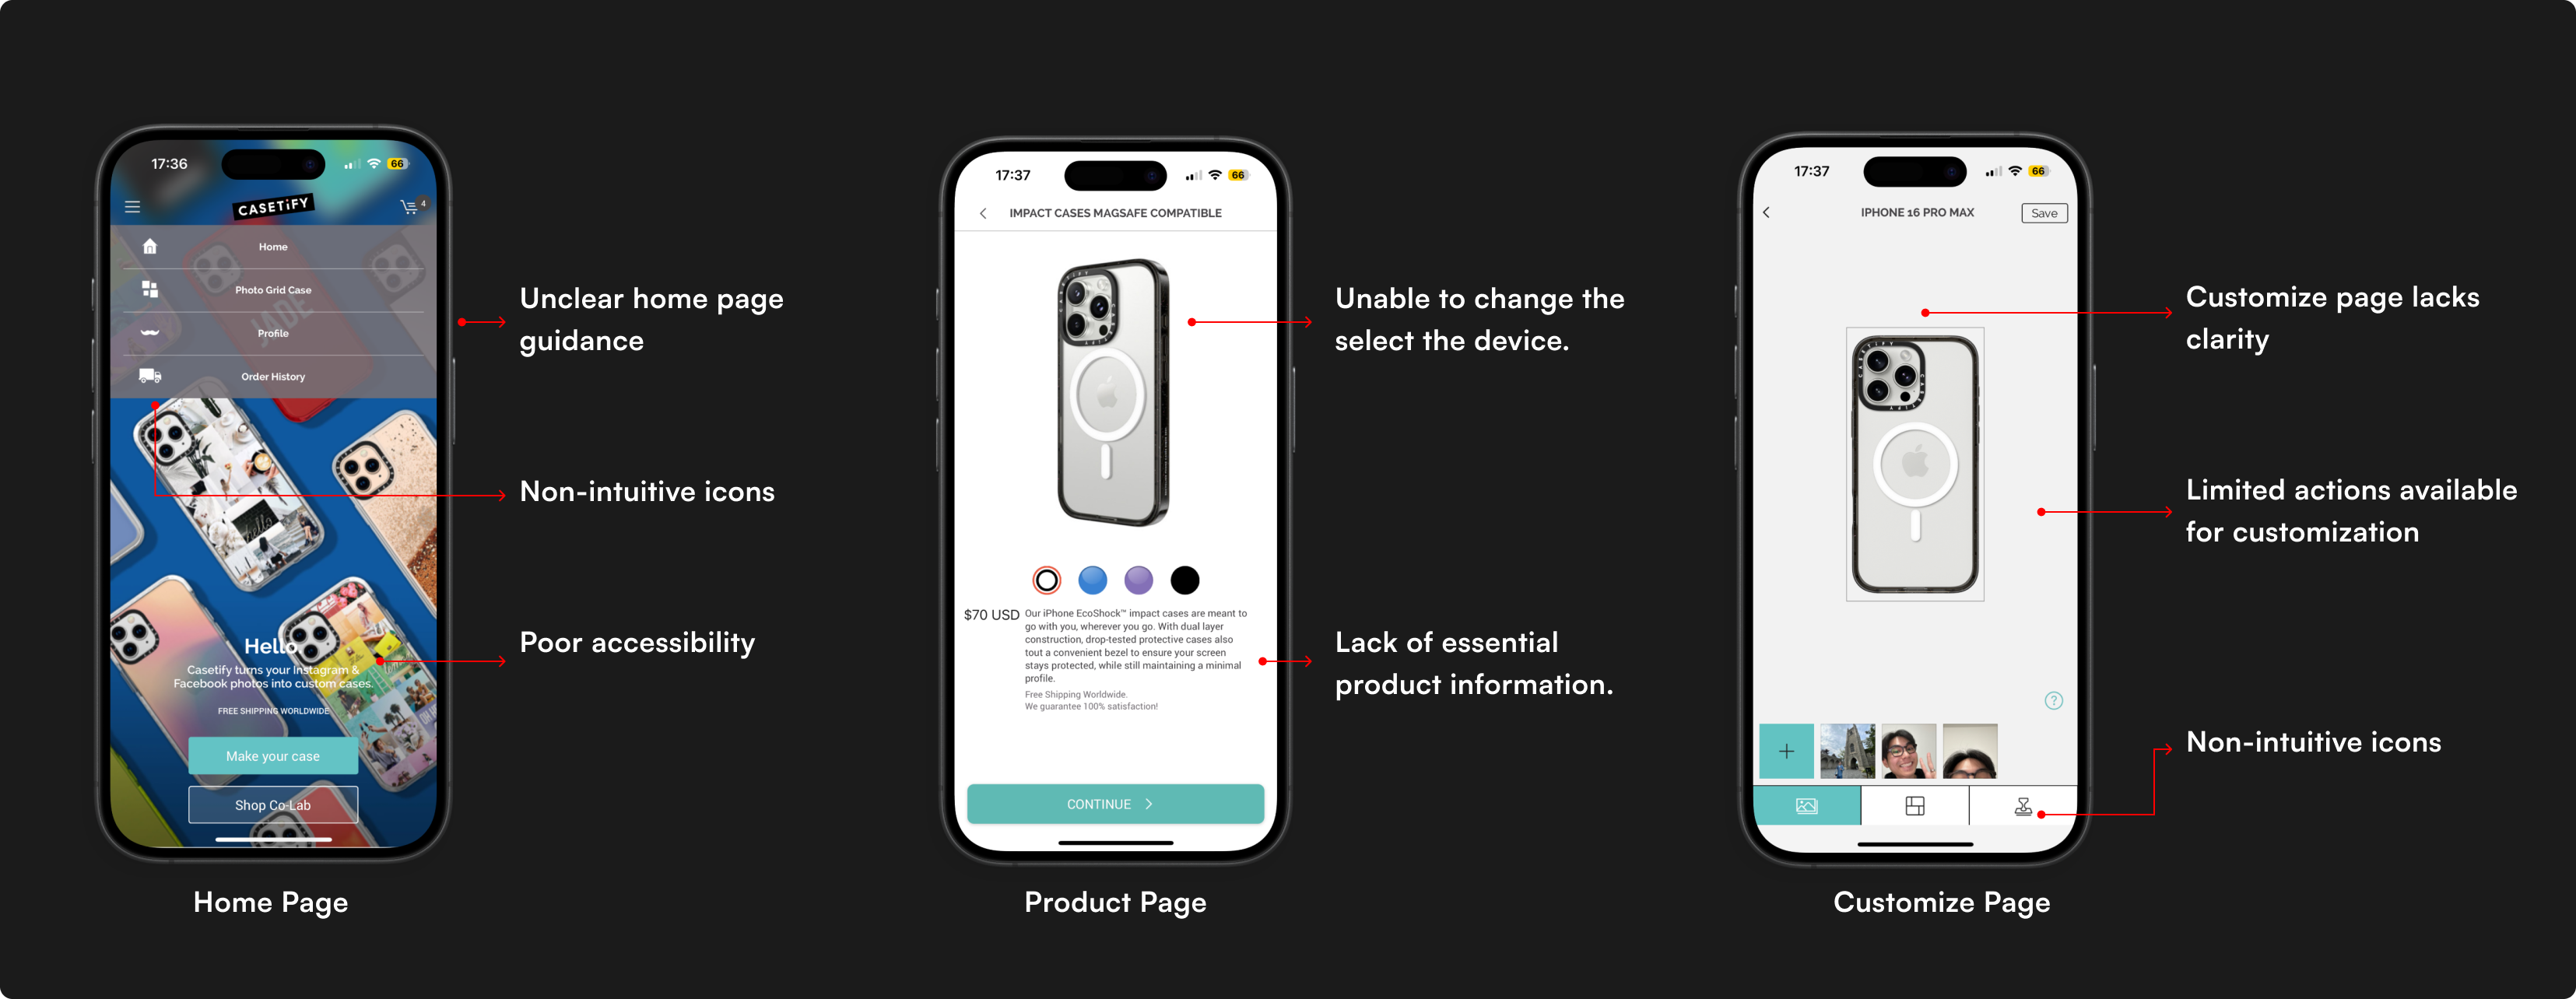 17:36
66
CASETiFY
4
Home
Photo Grid Case
Profile
Order History
JADE
hello
Hello
Casetify turns your Instagram &
Facebook photos into custom cases.
FREE SHIPPING WORLDWIDE
Make your case
Shop Co-Lab
Home Page
Unclear home page
guidance
Non-intuitive icons
Poor accessibility
17:37
66
IMPACT CASES MAGSAFE COMPATIBLE
CASETIFY
$70 USD
Our iPhone EcoShock™ impact cases are meant to
go with you, wherever you go. With dual layer
construction, drop-tested protective cases also
tout a convenient bezel to ensure your screen
stays protected, while still maintaining a minimal
profile.
Free Shipping Worldwide.
We guarantee 100% satisfaction!
CONTINUE
Product Page
Unable to change the
select the device.
Lack of essential
product information.
17:37
66
IPHONE 16 PRO MAX
Save
CASETIFY
CASETIFY
?
Customize Page
Customize page lacks
clarity
Limited actions available
for customization
Non-intuitive icons